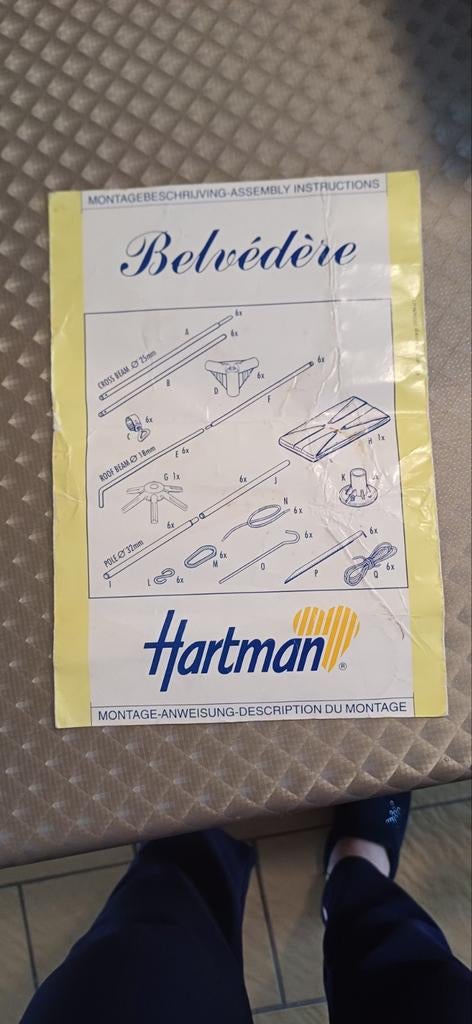 MONTAGEBESCHRIJVING-ASSEMBLY INSTRUCTIONS
Belvédère
A 6x
6x
CROSS BEAM Ø 25mm
B
D 6x
6x
C 6x
F
ROOF BEAM Ø 18mm
E 6x
H 1x
G 1x
K
J
N 6x
6x
POLE Ø 32mm
6x
M 6x
O 6x
P
I
L 6x
Q 6x
Hartman
®
MONTAGE-ANWEISUNG-DESCRIPTION DU MONTAGE